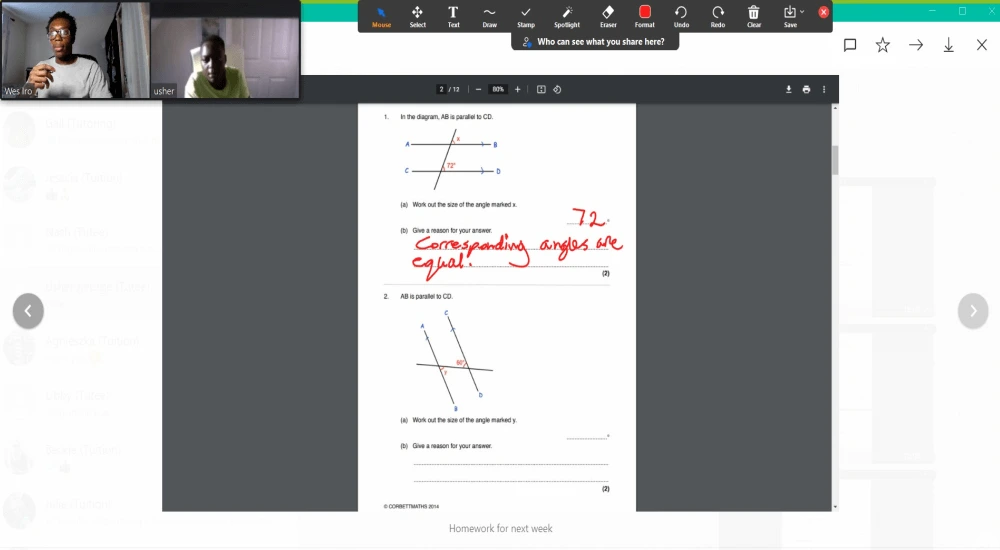 Mouse Select Text Draw Stamp Spotlight Eraser Format Undo Redo Clear Save
Who can see what you share here?
Wes Iro
usher
2 / 12 80%
1. In the diagram, AB is parallel to CD.
x
A B
72°
C D
(a) Work out the size of the angle marked x.
72 °
(b) Give a reason for your answer.
Corresponding angles are
equal.
(2)
2. AB is parallel to CD.
C
A
60°
y
D
B
(a) Work out the size of the angle marked y.
°
(b) Give a reason for your answer.
(2)
© CORBETTMATHS 2014
Homework for next week